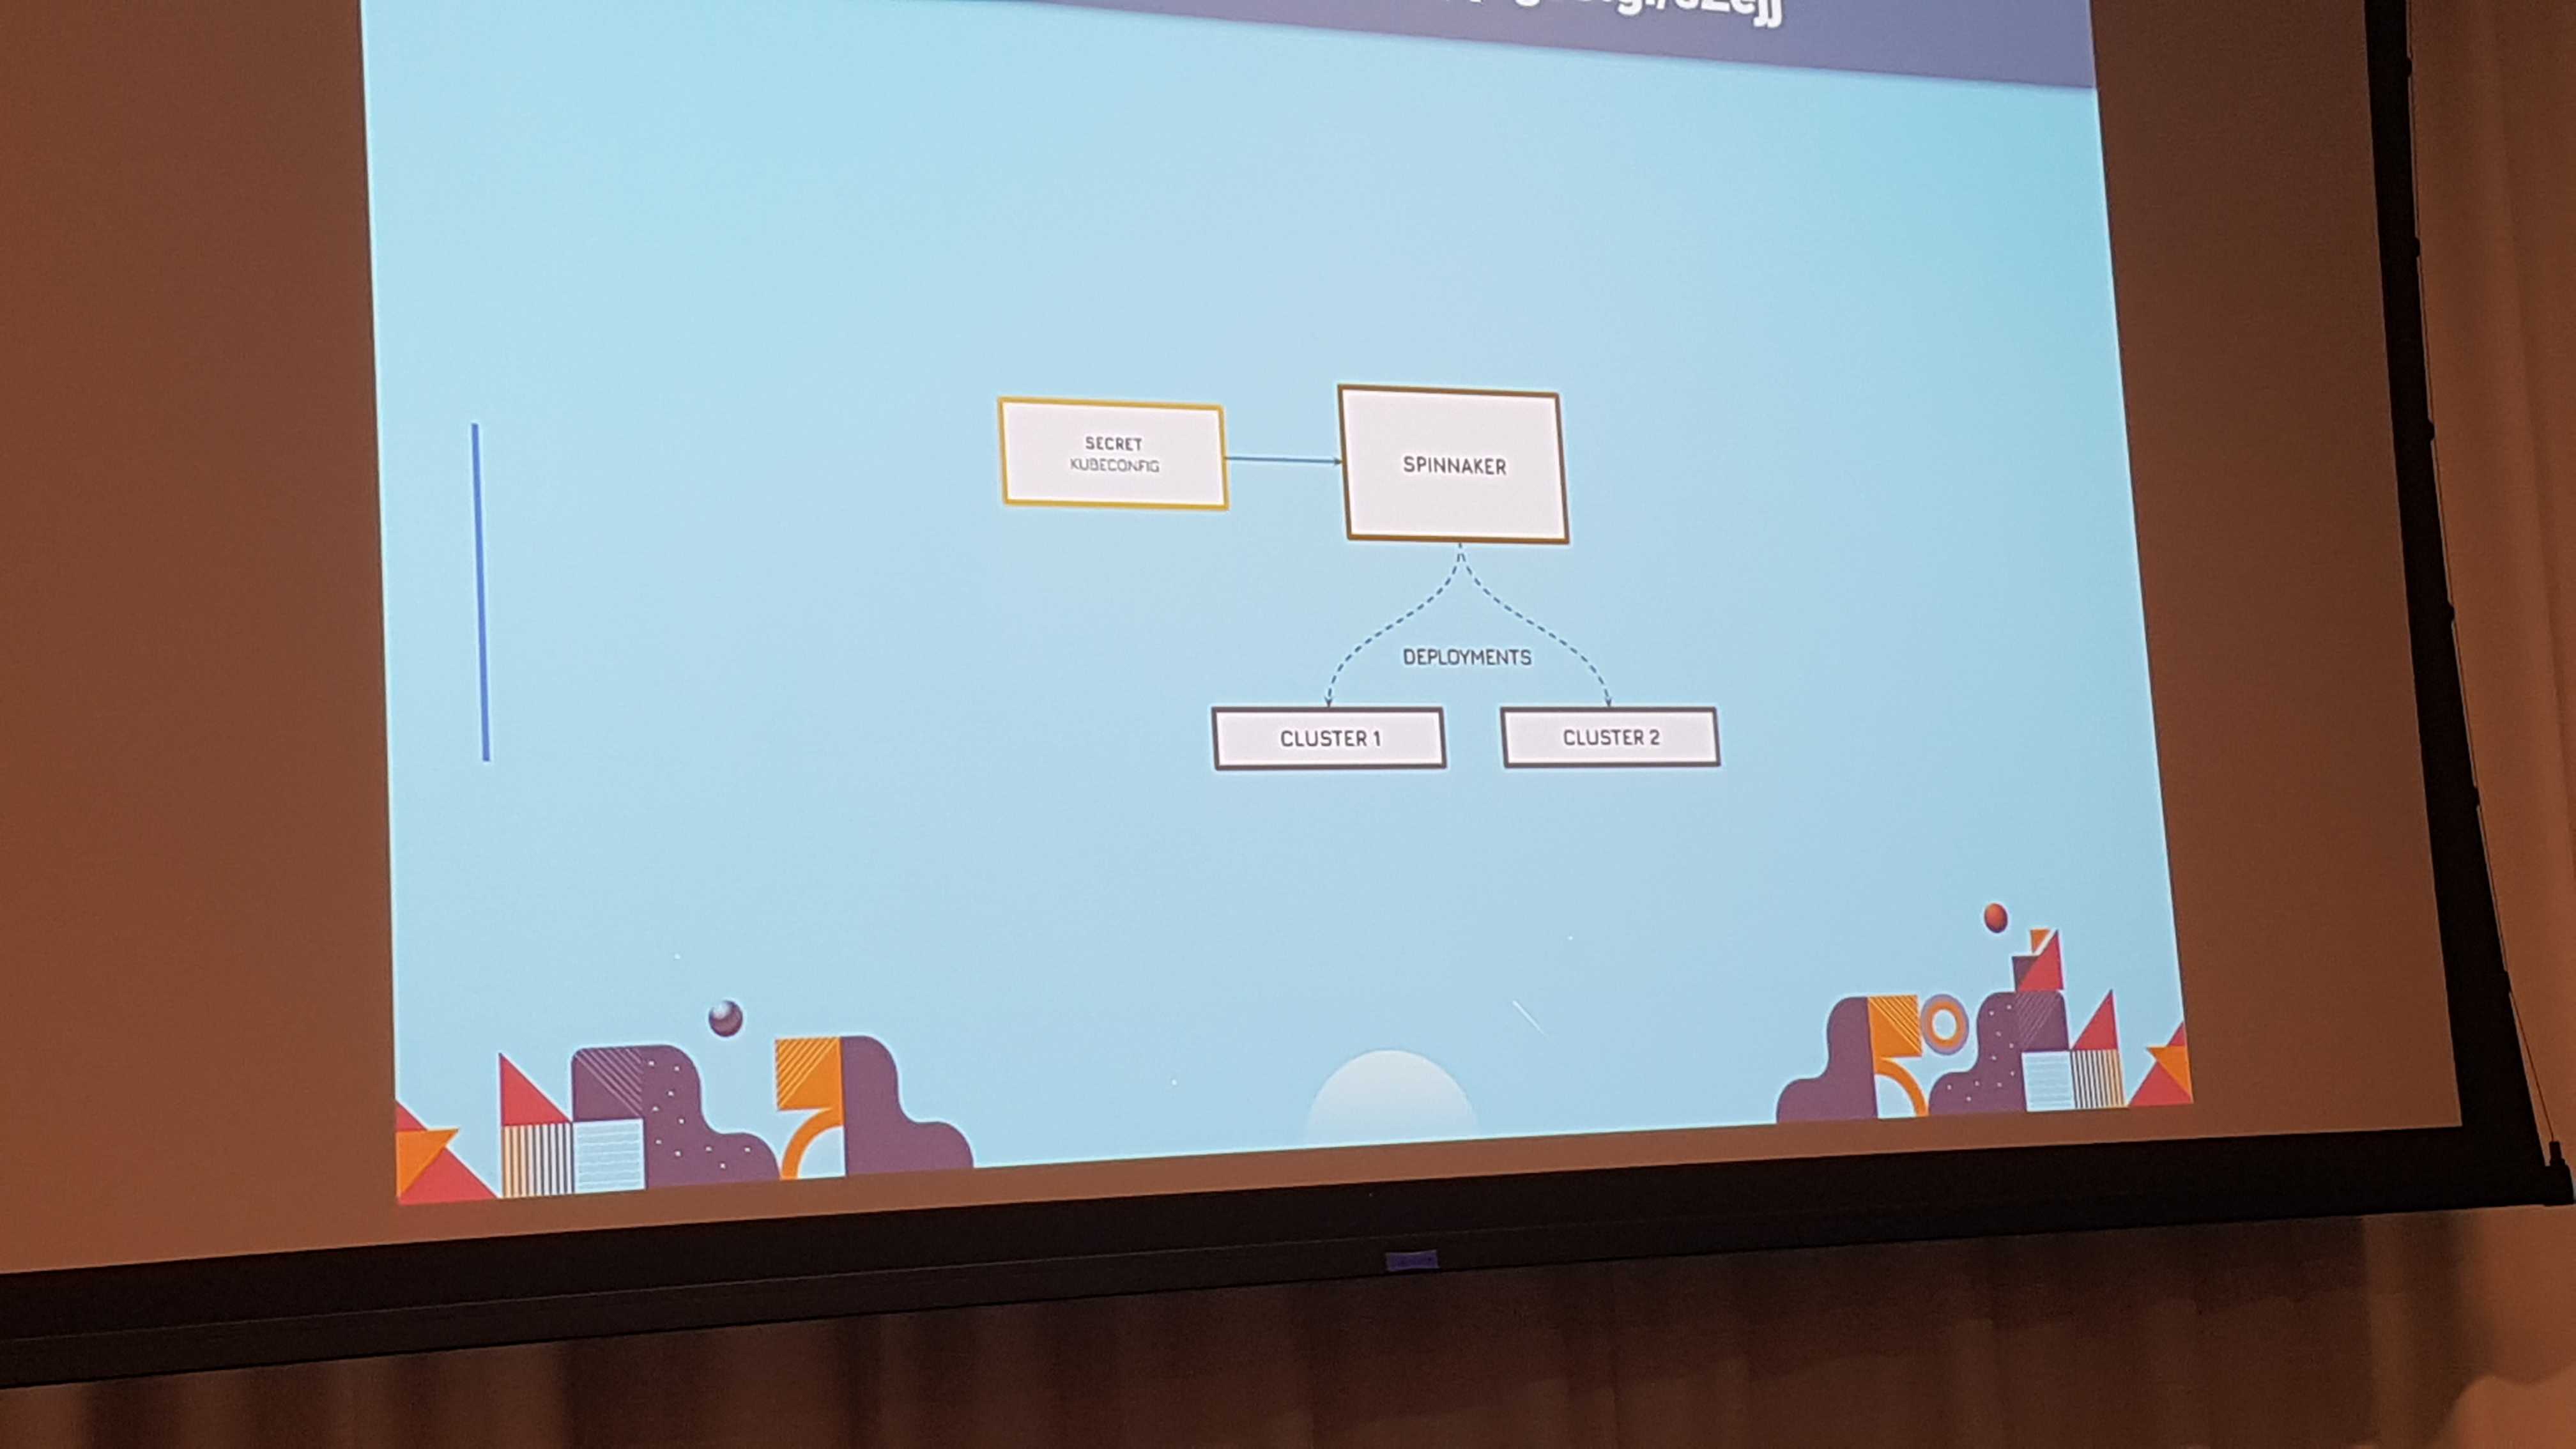 SECRET
KUBECONFIG
SPINNAKER
DEPLOYMENTS
CLUSTER 1
CLUSTER 2